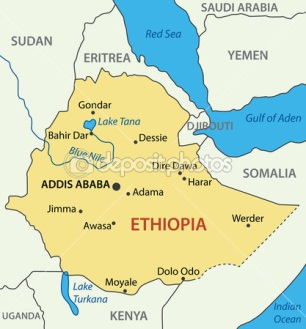 SAUDI ARABIA
SUDAN
Red Sea
ERITREA
YEMEN
Gondar
Lake Tana
DJIBOUTI
Gulf of Aden
Bahir Dar
Dessie
Blue Nile
depositphotos
Dire Dawa
SOMALIA
ADDIS ABABA
Harar
Adama
Jimma
Awasa
ETHIOPIA
Werder
Dolo Odo
Lake
Turkana
Moyale
Indian
Ocean
UGANDA
KENYA